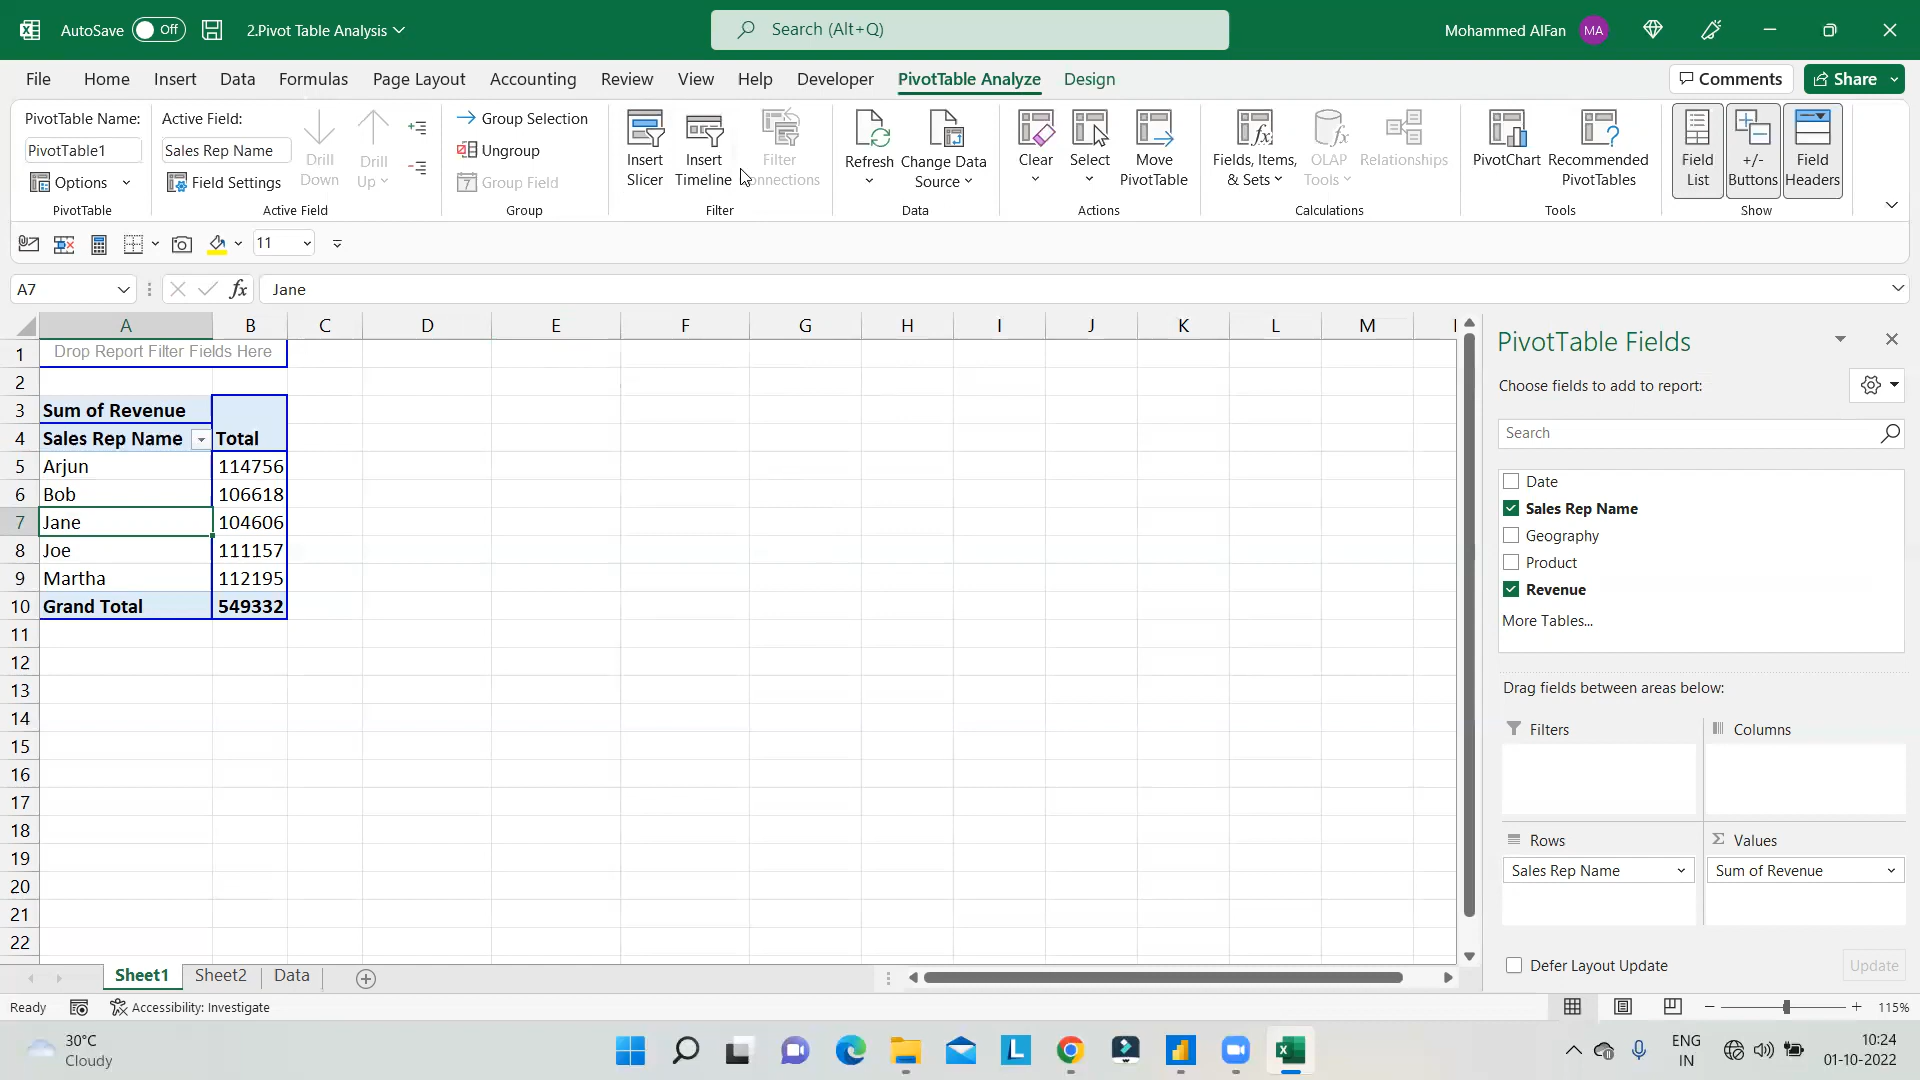 AutoSave Off 2.Pivot Table Analysis Search (Alt+Q) Mohammed AlFan MA
File Home Insert Data Formulas Page Layout Accounting Review View Help Developer PivotTable Analyze Design Comments Share
PivotTable Name:
PivotTable1
Options
PivotTable
Active Field:
Sales Rep Name
Field Settings
Drill Down
Drill Up
Active Field
Group Selection
Ungroup
7 Group Field
Group
Insert Slicer
Insert Timeline
Filter Connections
Filter
Refresh
Change Data Source
Data
Clear
Select
Move PivotTable
Actions
Fields, Items, & Sets
OLAP Tools
Relationships
Calculations
PivotChart
Recommended PivotTables
Tools
Field List
+/- Buttons
Field Headers
Show
11
A7 fx Jane
A B C D E F G H I J K L M
1 Drop Report Filter Fields Here
2
3 Sum of Revenue
4 Sales Rep Name Total
5 Arjun 114756
6 Bob 106618
7 Jane 104606
8 Joe 111157
9 Martha 112195
10 Grand Total 549332
11
12
13
14
15
16
17
18
19
20
21
22
PivotTable Fields
Choose fields to add to report:
Search
Date
Sales Rep Name
Geography
Product
Revenue
More Tables...
Drag fields between areas below:
Filters Columns
Rows Σ Values
Sales Rep Name Sum of Revenue
Defer Layout Update Update
Sheet1 Sheet2 Data
Ready Accessibility: Investigate 115%
30°C
Cloudy
ENG
IN
10:24
01-10-2022